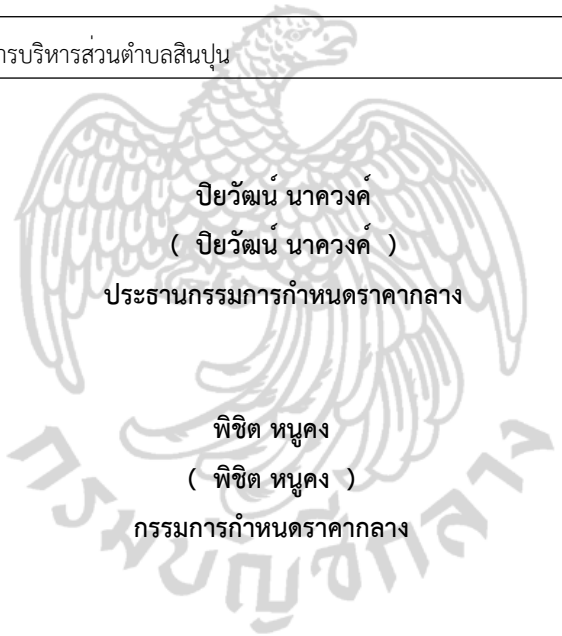 ารบริหารส่วนตำบลสินปุน
ปิยวัฒน์ นาควงค์
( ปิยวัฒน์ นาควงค์ )
ประธานกรรมการกำหนดราคากลาง
พิชิต หนูคง
( พิชิต หนูคง )
กรรมการกำหนดราคากลาง
กรมบัญชีกลาง